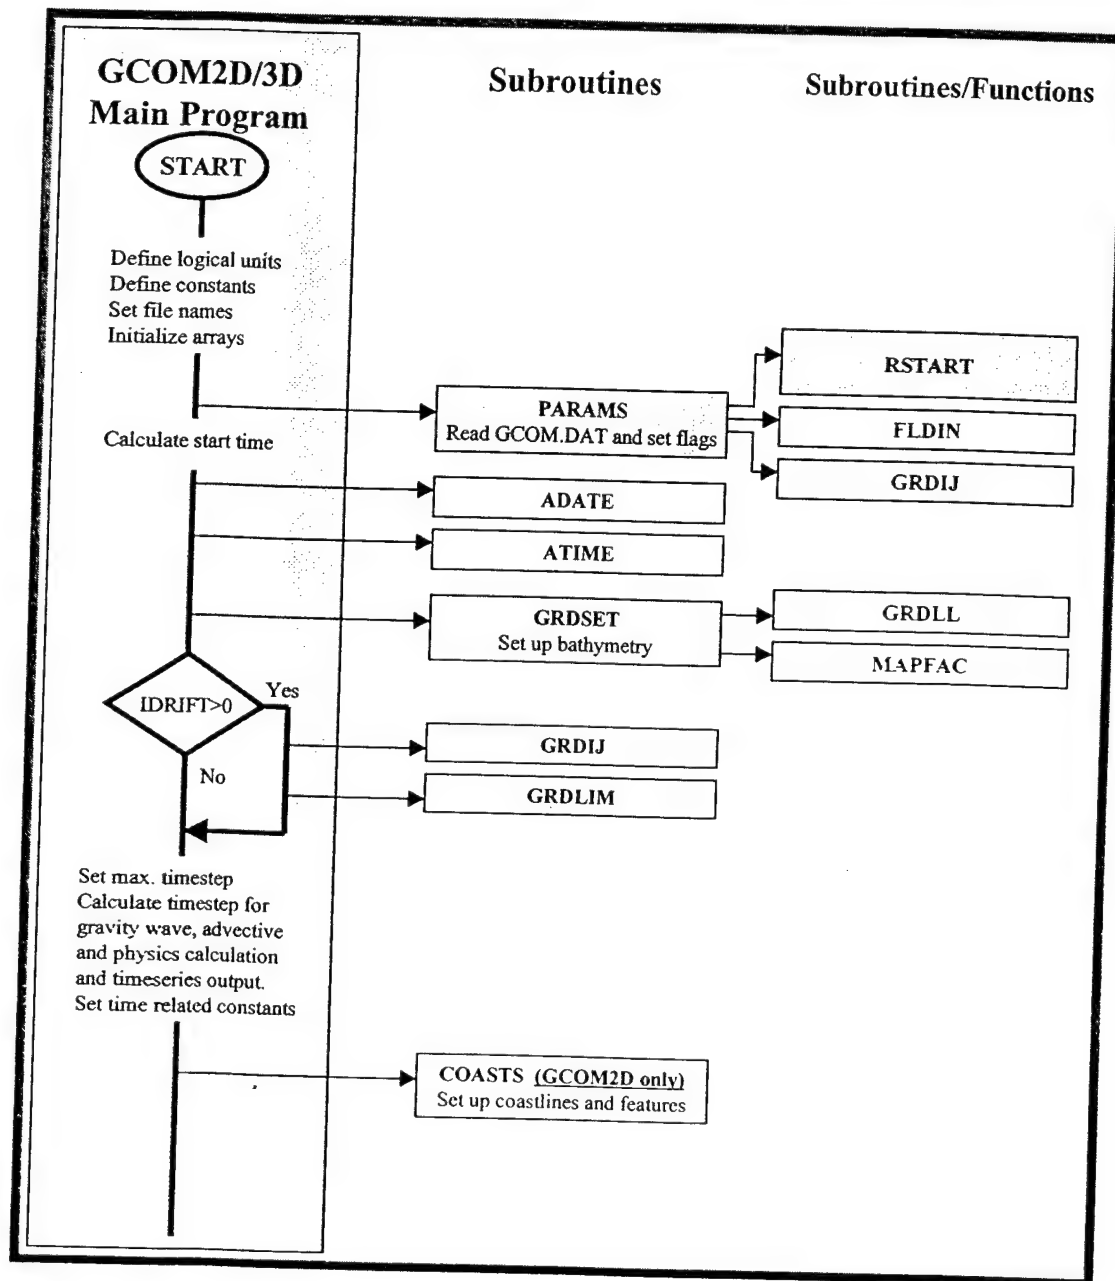 GCOM2D/3D
Main Program
Subroutines
Subroutines/Functions
START
Define logical units
Define constants
Set file names
Initialize arrays
RSTART
PARAMS
Read GCOM.DAT and set flags
FLDIN
Calculate start time
GRDIJ
ADATE
ATIME
GRDSET
Set up bathymetry
GRDLL
MAPFAC
IDRIFT>0
Yes
No
GRDIJ
GRDLIM
Set max. timestep
Calculate timestep for
gravity wave, advective
and physics calculation
and timeseries output.
Set time related constants
COASTS (GCOM2D only)
Set up coastlines and features